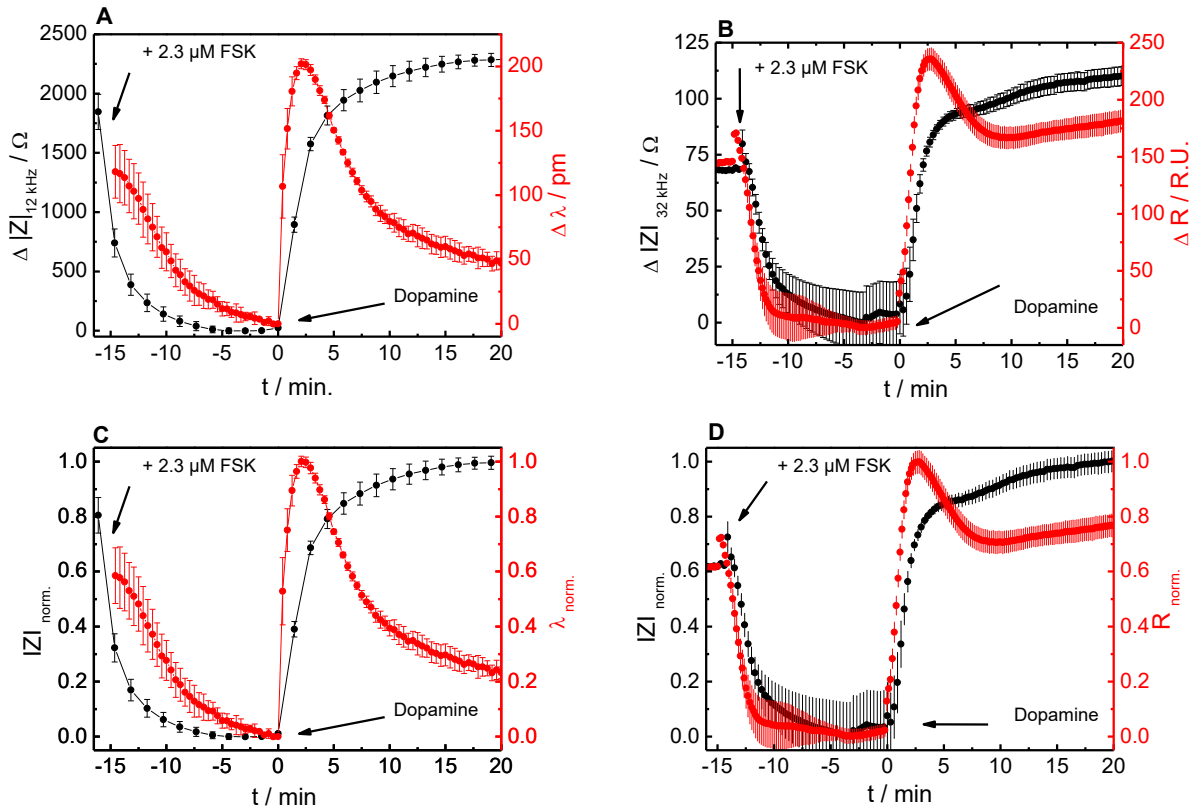 A
+ 2.3 µM FSK
2500
2000
1500
1000
500
0
Δ |Z|12 kHz / Ω
200
150
100
50
0
Δ λ / pm
Dopamine
-15 -10 -5 0 5 10 15 20
t / min.
B
+ 2.3 µM FSK
125
100
75
50
25
0
Δ |Z| 32 kHz / Ω
250
200
150
100
50
0
Δ R / R.U.
Dopamine
-15 -10 -5 0 5 10 15 20
t / min
C
+ 2.3 µM FSK
1.0
0.8
0.6
0.4
0.2
0.0
|Z| norm.
1.0
0.8
0.6
0.4
0.2
0.0
λ norm.
Dopamine
-15 -10 -5 0 5 10 15 20
t / min
D
+ 2.3 µM FSK
1.0
0.8
0.6
0.4
0.2
0.0
|Z| norm.
1.0
0.8
0.6
0.4
0.2
0.0
R norm.
Dopamine
-15 -10 -5 0 5 10 15 20
t / min